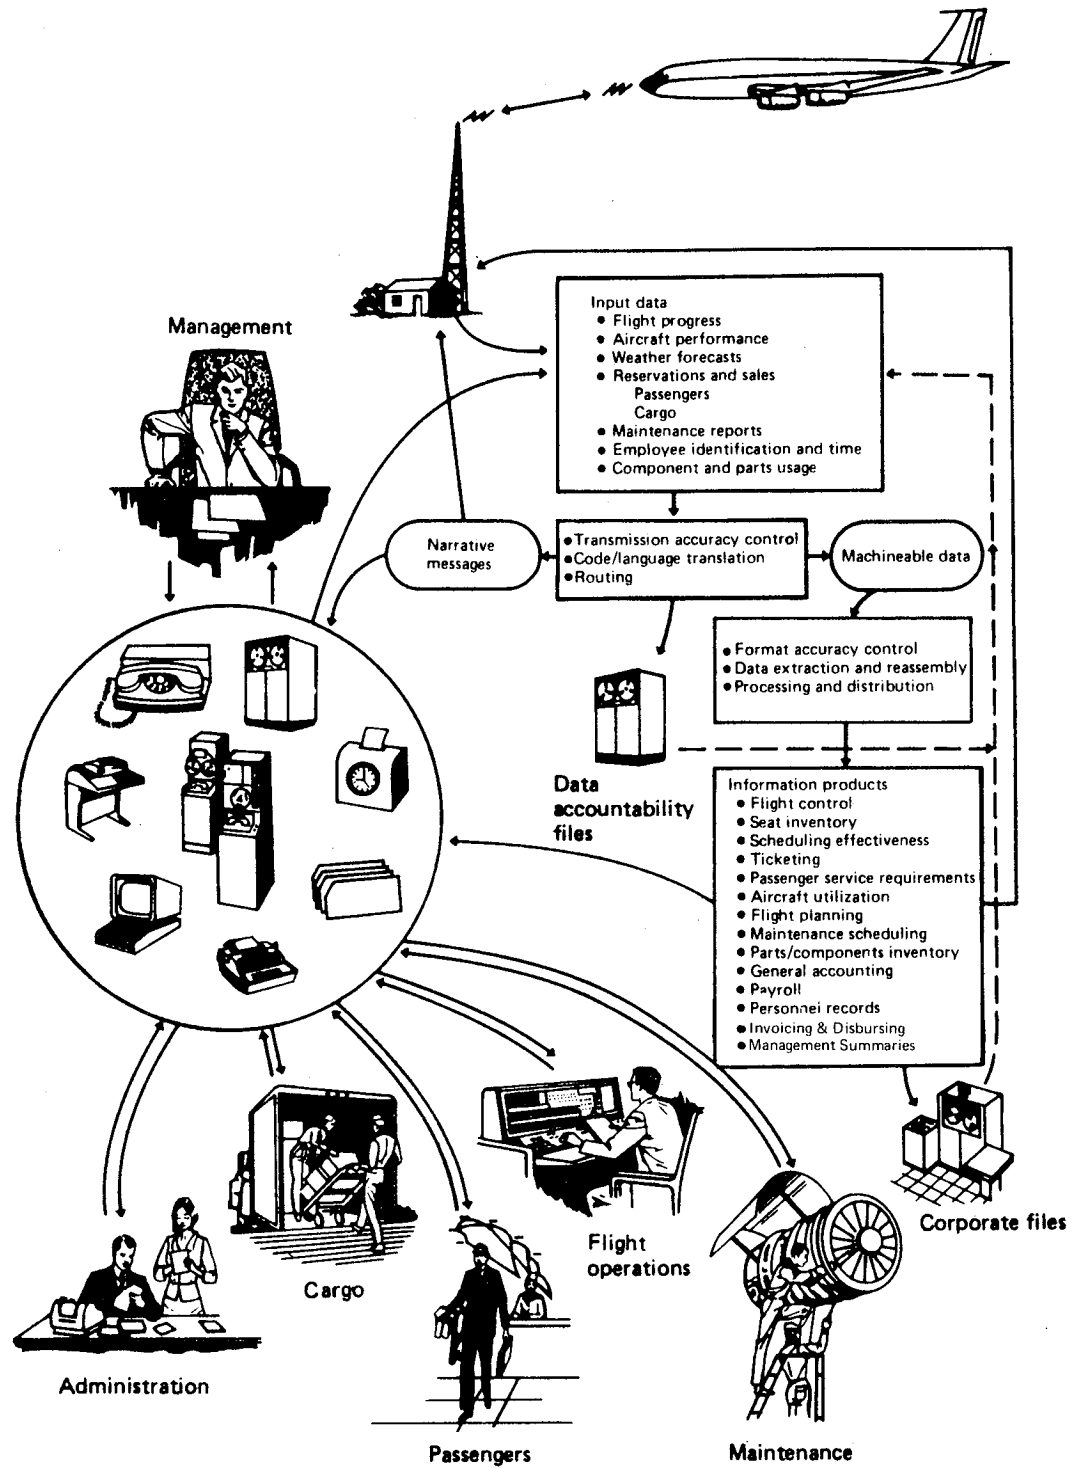 Management
Input data
• Flight progress
• Aircraft performance
• Weather forecasts
• Reservations and sales
Passengers
Cargo
• Maintenance reports
• Employee identification and time
• Component and parts usage
Narrative
messages
• Transmission accuracy control
• Code/language translation
• Routing
Machineable data
• Format accuracy control
• Data extraction and reassembly
• Processing and distribution
Data
accountability
files
Information products
• Flight control
• Seat inventory
• Scheduling effectiveness
• Ticketing
• Passenger service requirements
• Aircraft utilization
• Flight planning
• Maintenance scheduling
• Parts/components inventory
• General accounting
• Payroll
• Personnel records
• Invoicing & Disbursing
• Management Summaries
Corporate files
Flight
operations
Cargo
Administration
Passengers
Maintenance